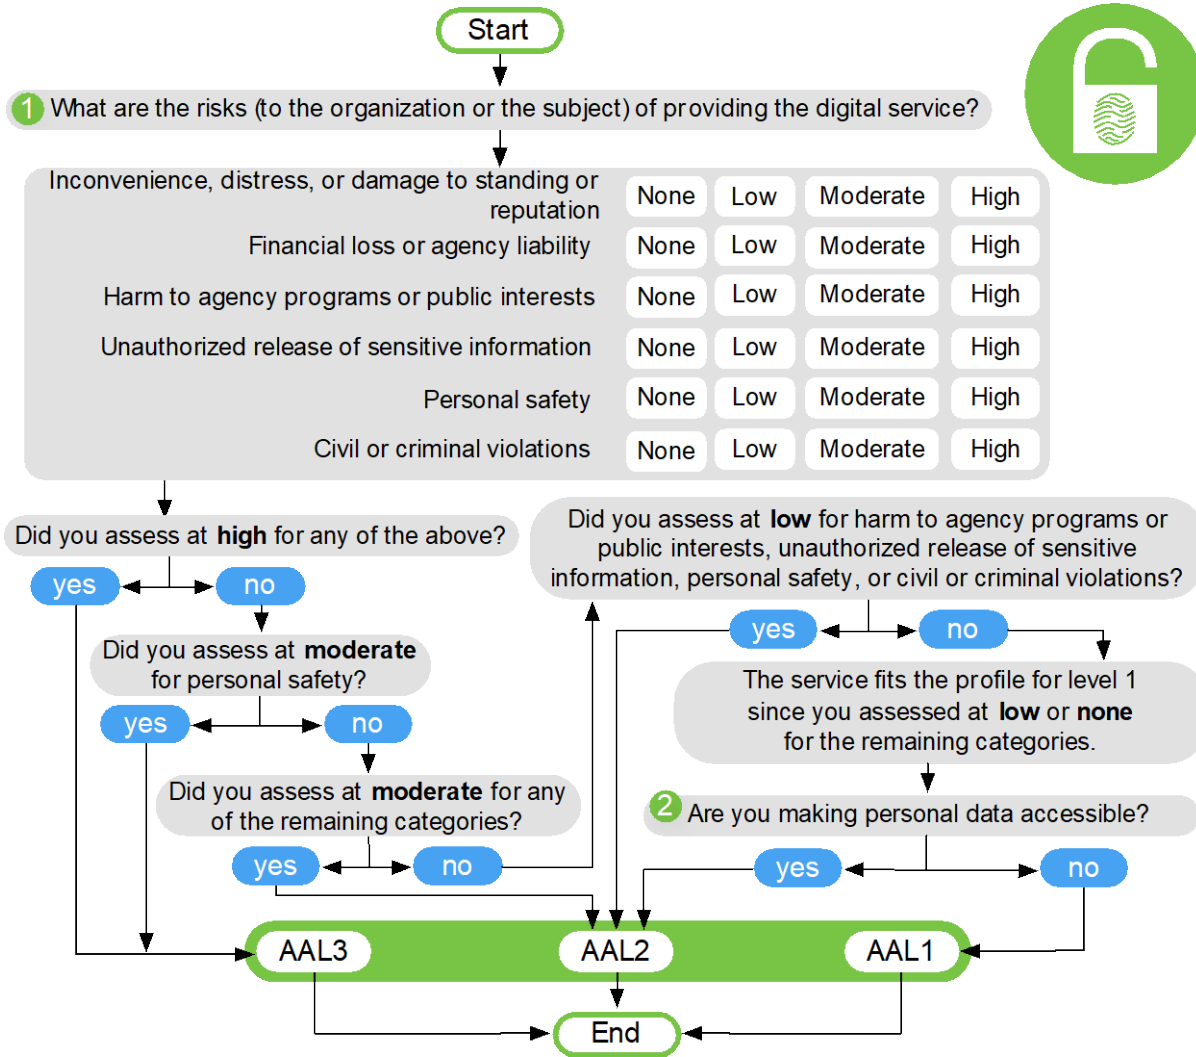 Start
1 What are the risks (to the organization or the subject) of providing the digital service?
Inconvenience, distress, or damage to standing or
reputation
None Low Moderate High
Financial loss or agency liability None Low Moderate High
Harm to agency programs or public interests None Low Moderate High
Unauthorized release of sensitive information None Low Moderate High
Personal safety None Low Moderate High
Civil or criminal violations None Low Moderate High
Did you assess at high for any of the above?
yes no
Did you assess at moderate
for personal safety?
yes no
Did you assess at moderate for any
of the remaining categories?
yes no
Did you assess at low for harm to agency programs or
public interests, unauthorized release of sensitive
information, personal safety, or civil or criminal violations?
yes no
The service fits the profile for level 1
since you assessed at low or none
for the remaining categories.
2 Are you making personal data accessible?
yes no
AAL3 AAL2 AAL1
End